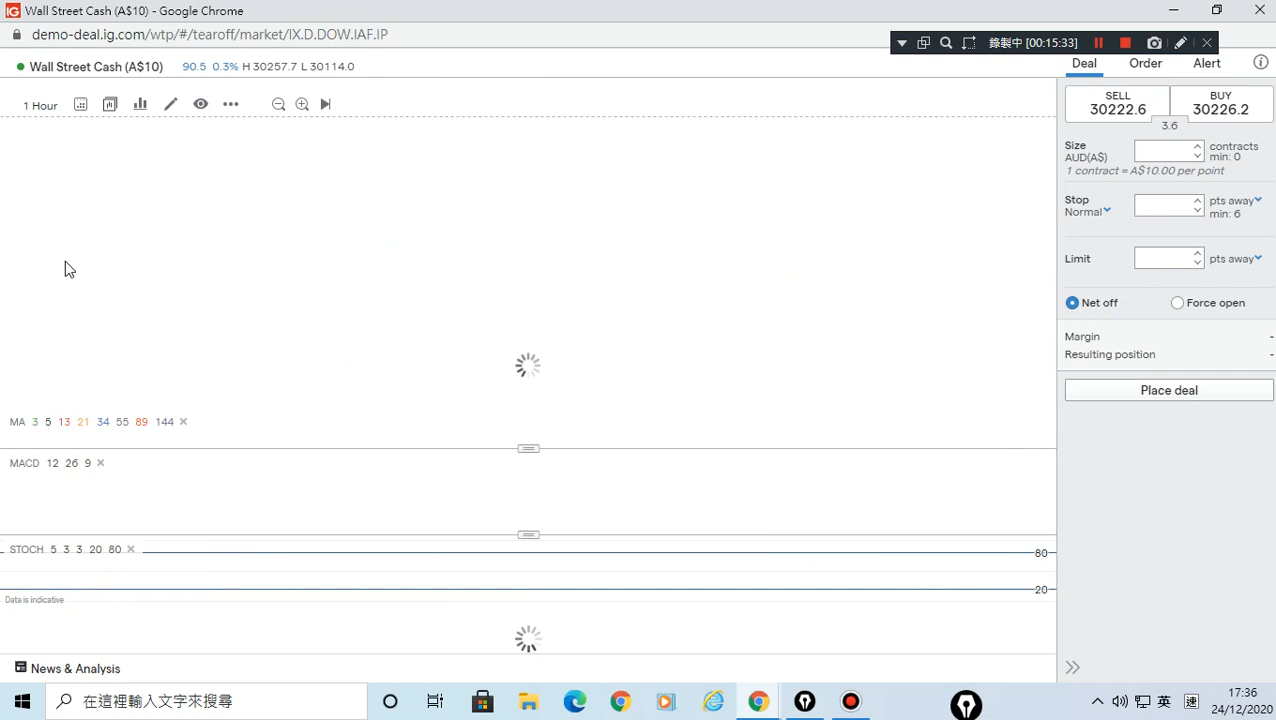 IG Wall Street Cash (A$10) - Google Chrome
demo-deal.ig.com/wtp/#/tearoff/market/IX.D.DOW.IAF.IP
錄製中 [00:15:33]
Wall Street Cash (A$10) 90.5 0.3% H 30257.7 L 30114.0
Deal Order Alert
1 Hour
SELL BUY
30222.6 30226.2
3.6
Size contracts
AUD(A$) min: 0
1 contract = A$10.00 per point
Stop pts away
Normal min: 6
Limit pts away
Net off Force open
Margin -
Resulting position -
Place deal
MA 3 5 13 21 34 55 89 144
MACD 12 26 9
STOCH 5 3 3 20 80
80
20
Data is indicative
News & Analysis
在這裡輸入文字來搜尋
英
17:36
24/12/2020